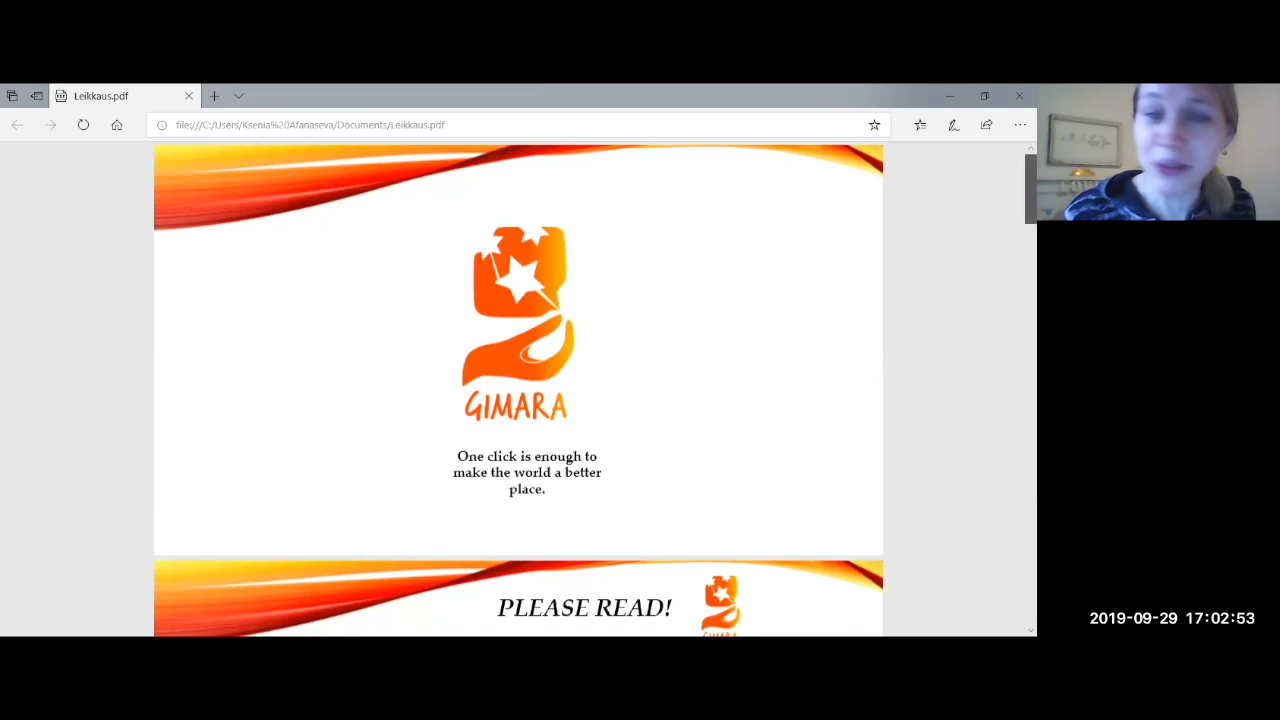 Leikkaus.pdf
file:///C:/Users/Ksenia%20Afanaseva/Documents/Leikkaus.pdf
GIMARA
One click is enough to
make the world a better
place.
PLEASE READ!
2019-09-29 17:02:53